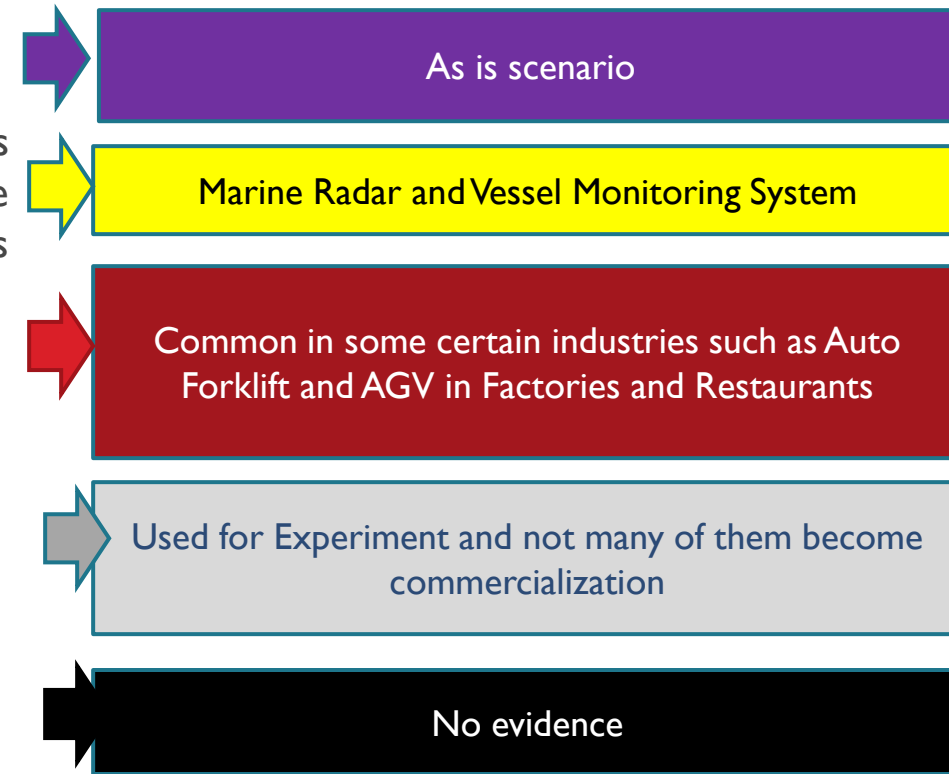 As is scenario
s
e
s
Marine Radar and Vessel Monitoring System
Common in some certain industries such as Auto
Forklift and AGV in Factories and Restaurants
Used for Experiment and not many of them become
commercialization
No evidence